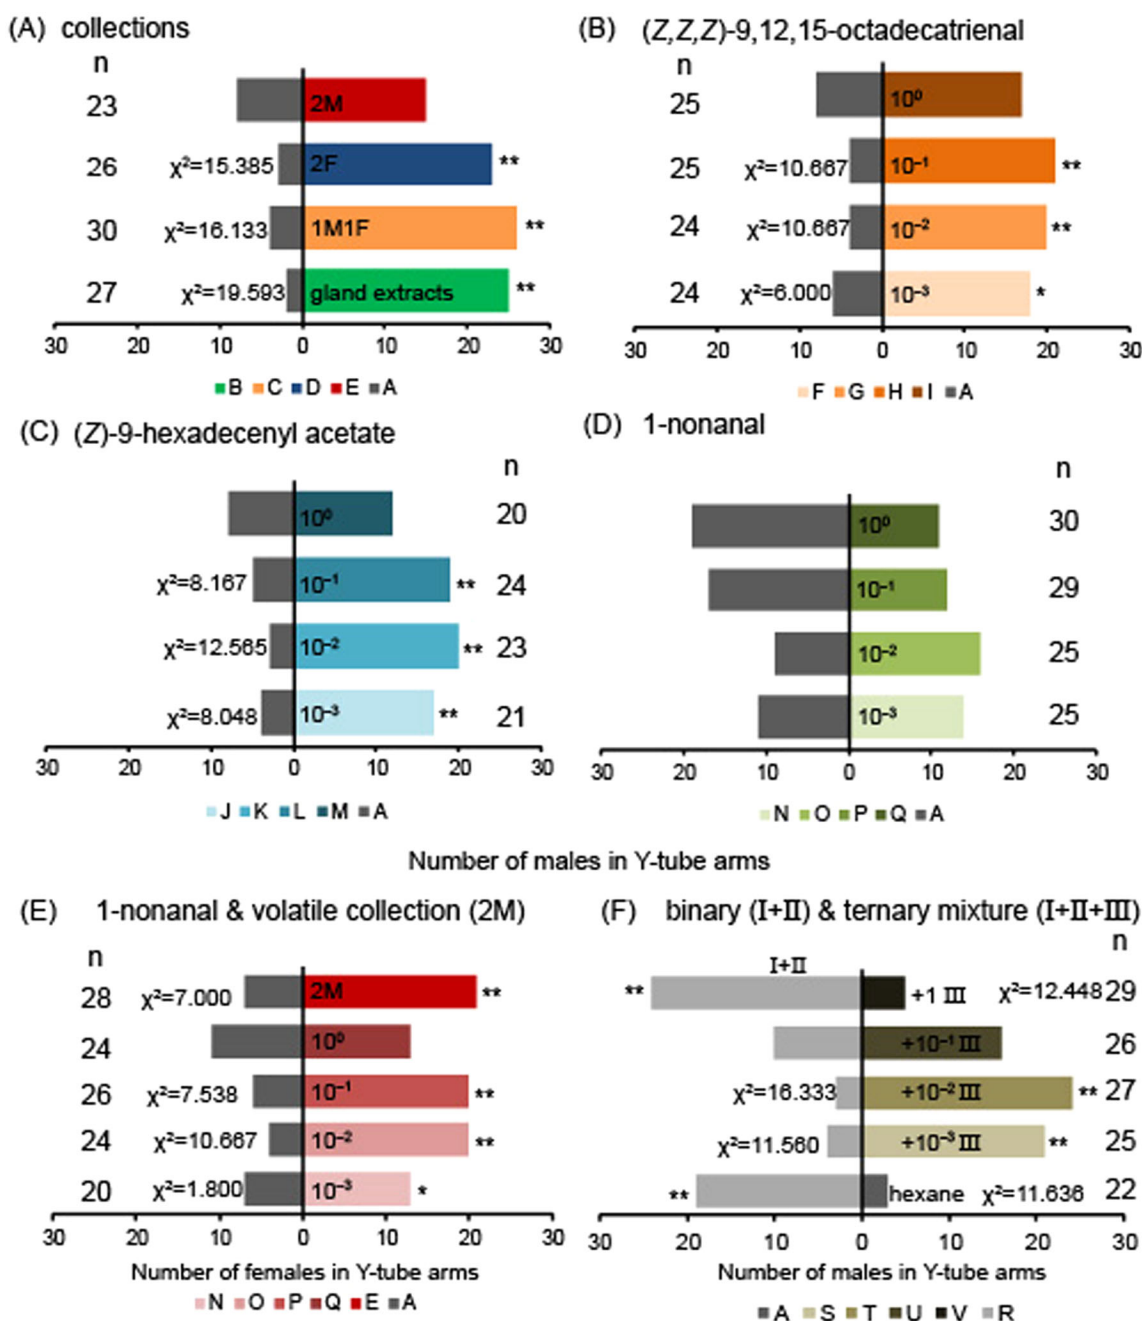 (A) collections
n
23 2M
26 χ²=15.385 2F **
30 χ²=16.133 1M1F **
27 χ²=19.593 gland extracts **
30 20 10 0 10 20 30
B C D E A
(B) (Z,Z,Z)-9,12,15-octadecatrienal
n
25 10⁰
25 χ²=10.667 10⁻¹ **
24 χ²=10.667 10⁻² **
24 χ²=6.000 10⁻³ *
30 20 10 0 10 20 30
F G H I A
(C) (Z)-9-hexadecenyl acetate
n
10⁰ 20
χ²=8.167 10⁻¹ ** 24
χ²=12.565 10⁻² ** 23
χ²=8.048 10⁻³ ** 21
30 20 10 0 10 20 30
J K L M A
(D) 1-nonanal
n
10⁰ 30
10⁻¹ 29
10⁻² 25
10⁻³ 25
30 20 10 0 10 20 30
N O P Q A
Number of males in Y-tube arms
(E) 1-nonanal & volatile collection (2M)
n
28 χ²=7.000 2M **
24 10⁰
26 χ²=7.538 10⁻¹ **
24 χ²=10.667 10⁻² **
20 χ²=1.800 10⁻³ *
30 20 10 0 10 20 30
Number of females in Y-tube arms
N O P Q E A
(F) binary (I+II) & ternary mixture (I+II+III)
n
I+II
** +1 III χ²=12.448 29
+10⁻¹ III 26
χ²=16.333 +10⁻² III ** 27
χ²=11.560 +10⁻³ III ** 25
** hexane χ²=11.636 22
30 20 10 0 10 20 30
Number of males in Y-tube arms
A S T U V R